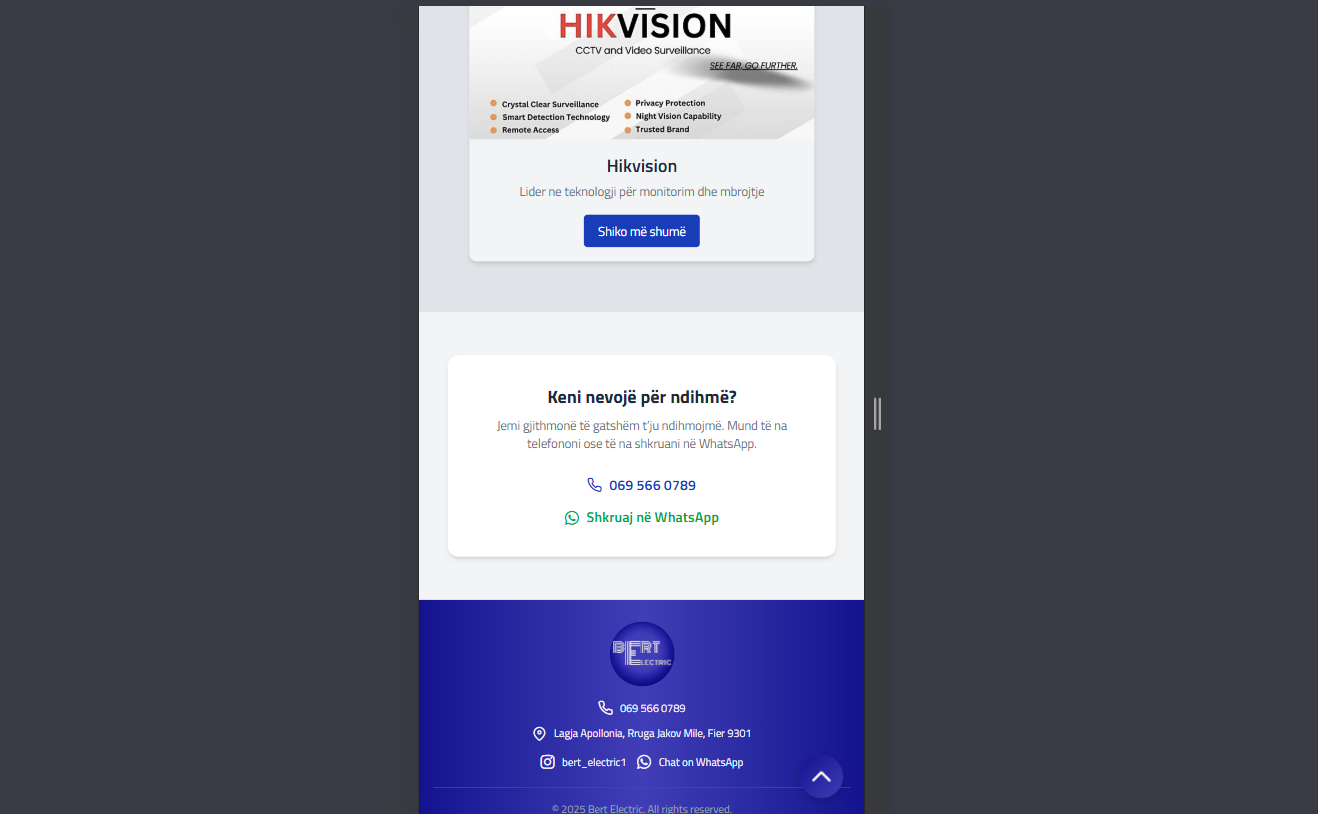 HIKVISION
CCTV and Video Surveillance
SEE FAR, GO FURTHER.
Crystal Clear Surveillance
Smart Detection Technology
Remote Access
Privacy Protection
Night Vision Capability
Trusted Brand
Hikvision
Lider ne teknologji për monitorim dhe mbrojtje
Shiko më shumë
Keni nevojë për ndihmë?
Jemi gjithmonë të gatshëm t'ju ndihmojmë. Mund të na
telefononi ose të na shkruani në WhatsApp.
069 566 0789
Shkruaj në WhatsApp
BERT
ELECTRIC
069 566 0789
Lagja Apollonia, Rruga Jakov Mile, Fier 9301
bert_electric1 Chat on WhatsApp
© 2025 Bert Electric. All rights reserved.